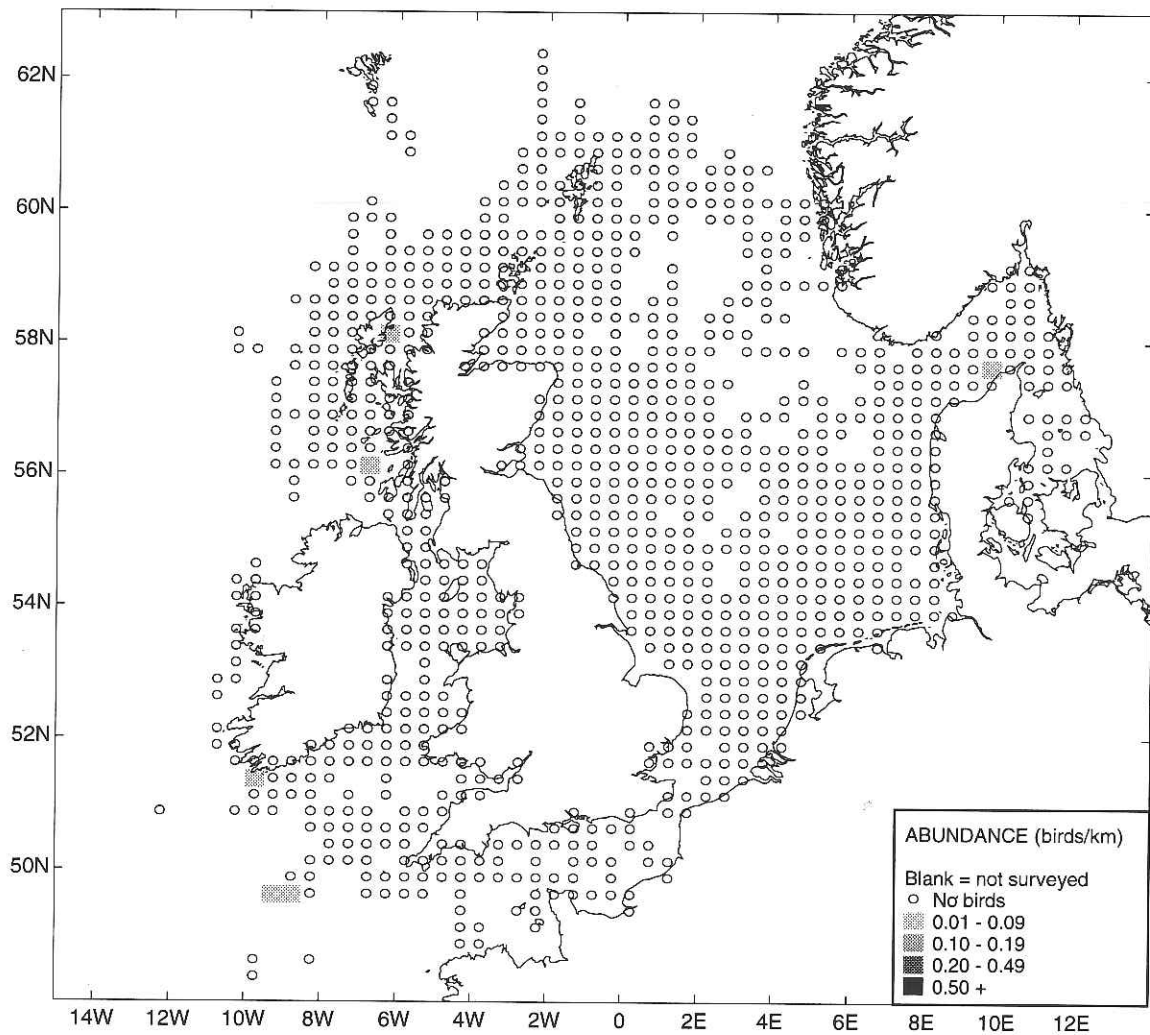 62N
60N
58N
56N
54N
52N
50N
14W 12W 10W 8W 6W 4W 2W 0 2E 4E 6E 8E 10E 12E
ABUNDANCE (birds/km)
Blank = not surveyed
No birds
0.01 - 0.09
0.10 - 0.19
0.20 - 0.49
0.50 +